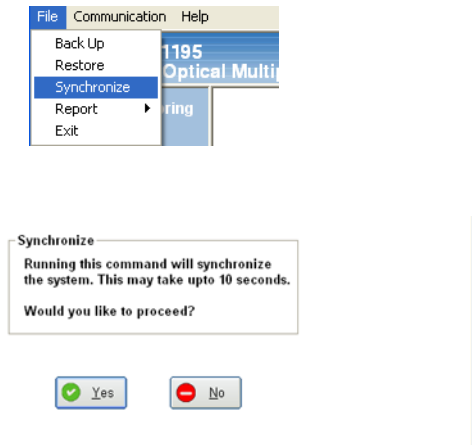 File Communication Help
Back Up
Restore
Synchronize
Report
Exit
1195
Optical
ring
Synchronize
Running this command will synchronize
the system. This may take upto 10 seconds.
Would you like to proceed?
Yes
No